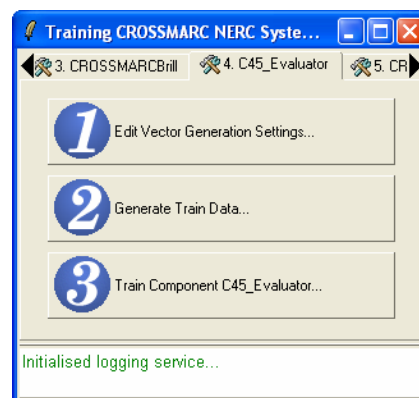 Training CROSSMARC NERC Syste...
3. CROSSMARCBrill 4. C45_Evaluator 5. CR
1 Edit Vector Generation Settings...
2 Generate Train Data...
3 Train Component C45_Evaluator...
Initialised logging service...